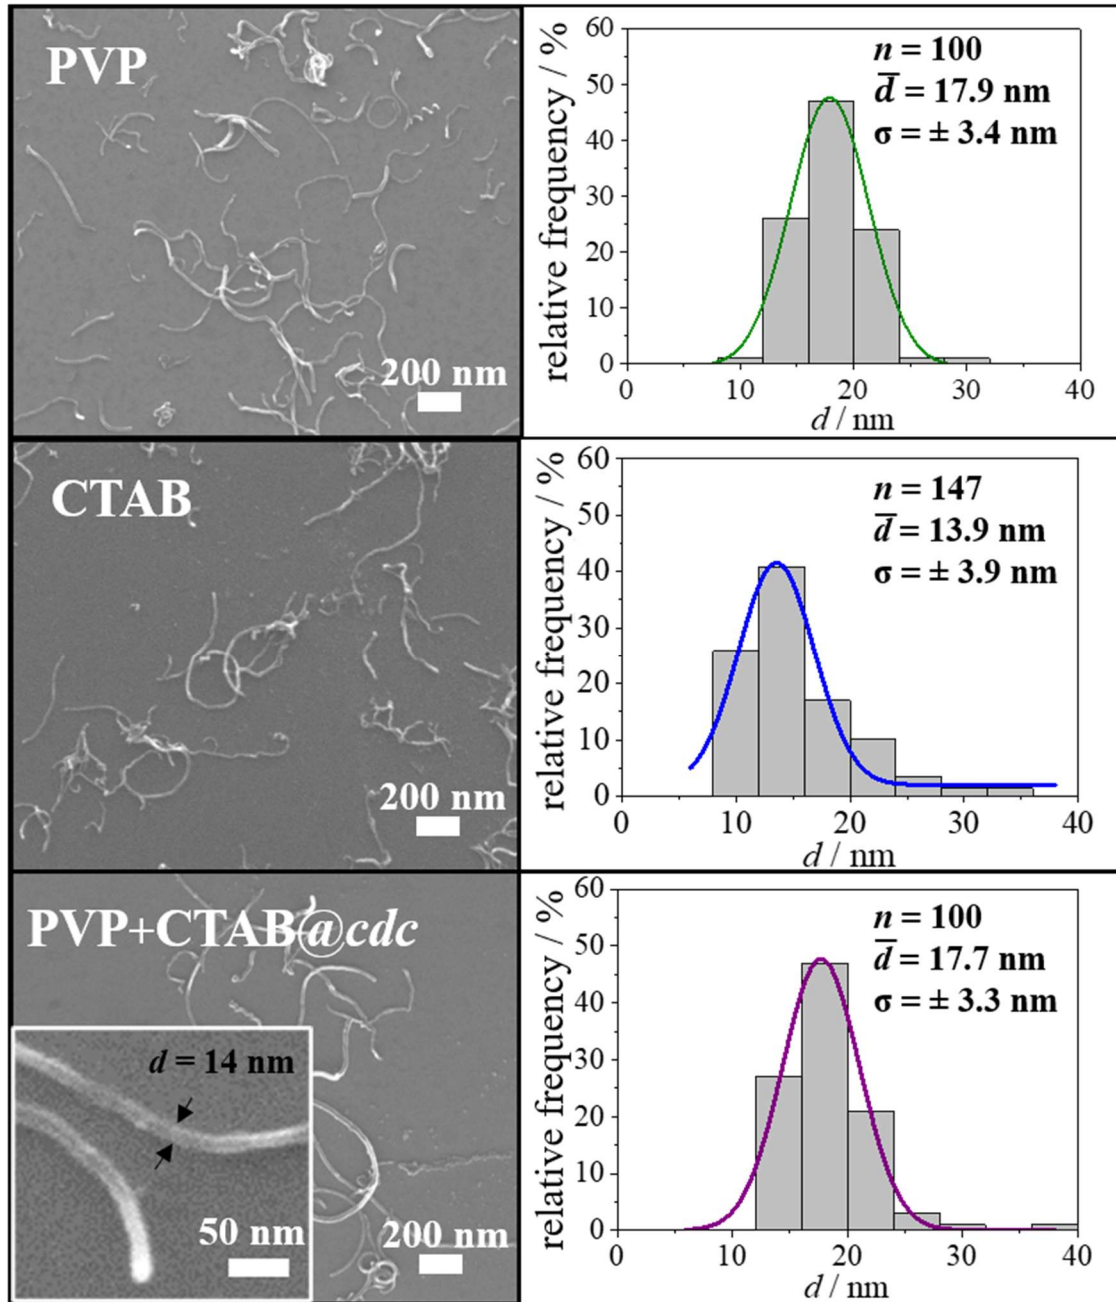 PVP
200 nm
relative frequency / %
60
50
40
30
20
10
0
n = 100
d̅ = 17.9 nm
σ = ± 3.4 nm
0 10 20 30 40
d / nm
CTAB
200 nm
relative frequency / %
60
50
40
30
20
10
0
n = 147
d̅ = 13.9 nm
σ = ± 3.9 nm
0 10 20 30 40
d / nm
PVP+CTAB@cdc
d = 14 nm
50 nm
200 nm
relative frequency / %
60
50
40
30
20
10
0
n = 100
d̅ = 17.7 nm
σ = ± 3.3 nm
0 10 20 30 40
d / nm